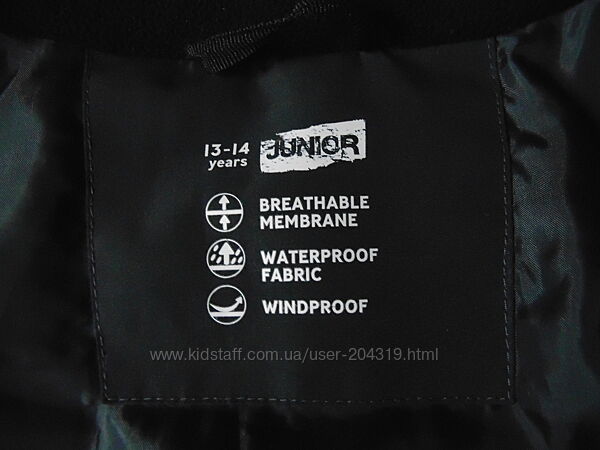 13-14
years
JUNIOR
BREATHABLE
MEMBRANE
WATERPROOF
FABRIC
WINDPROOF
www.kidstaff.com.ua/user-204319.html